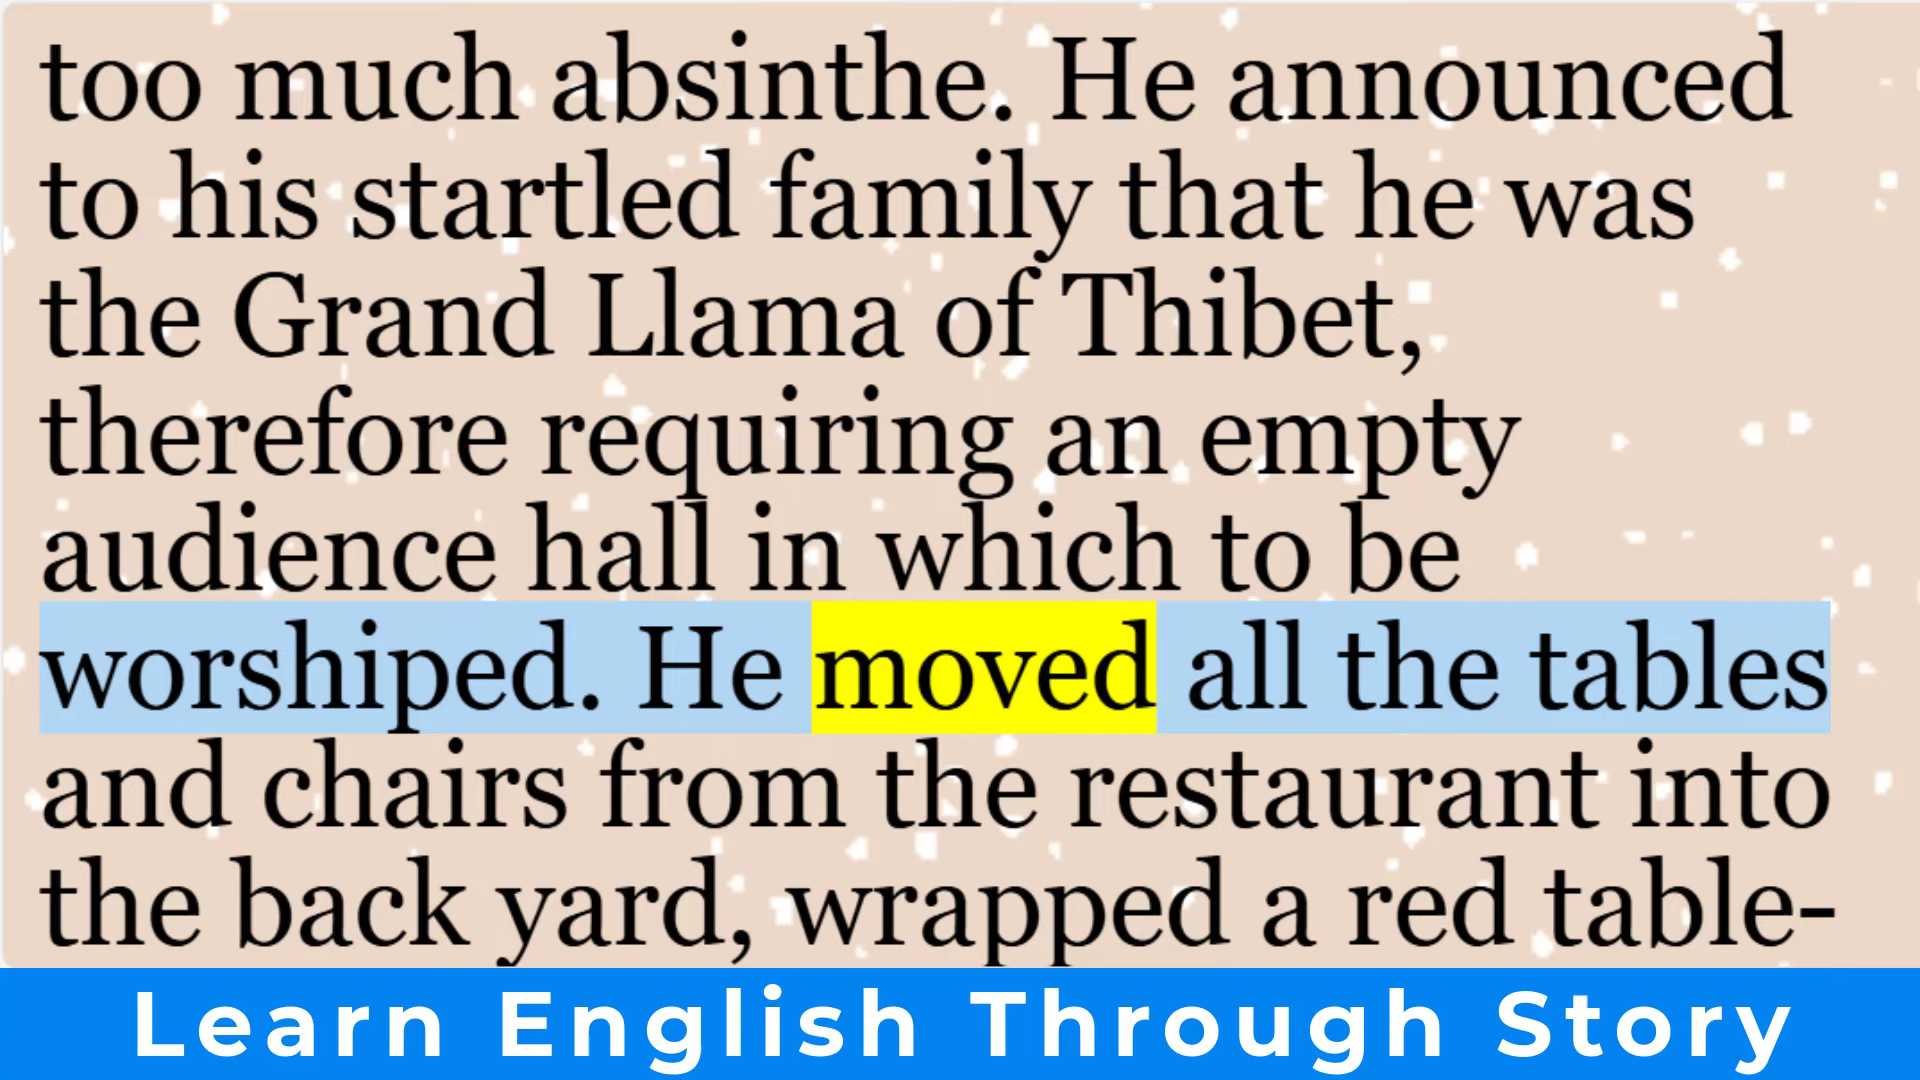 too much absinthe. He announced
to his startled family that he was
the Grand Llama of Thibet,
therefore requiring an empty
audience hall in which to be
worshiped. He moved all the tables
and chairs from the restaurant into
the back yard, wrapped a red table-
Learn English Through Story